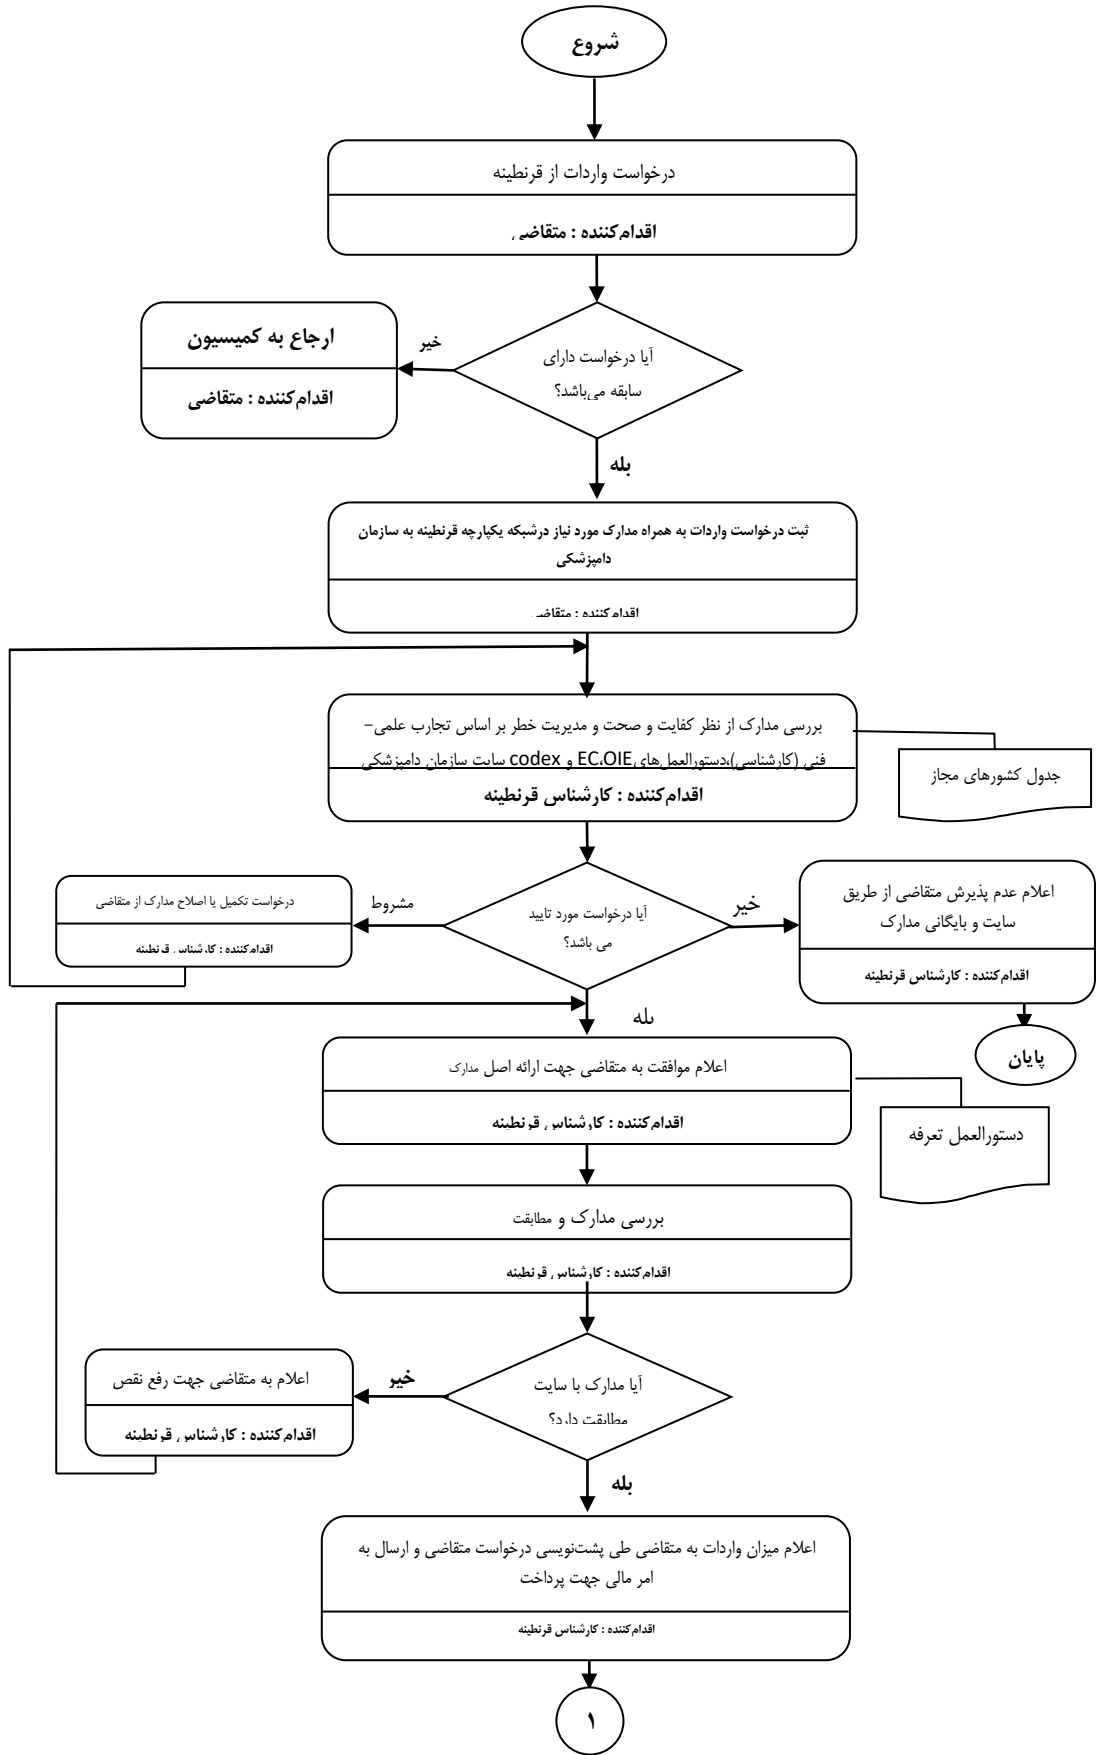 شروع
درخواست واردات از قرنطینه
اقدام‌کننده : متقاضی
آیا درخواست دارای
سابقه می‌باشد؟
خیر
ارجاع به کمیسیون
اقدام‌کننده : متقاضی
بله
ثبت درخواست واردات به همراه مدارک مورد نیاز درشبکه یکپارچه قرنطینه به سازمان
دامپزشکی
اقدام‌کننده : متقاضی
بررسی مدارک از نظر کفایت و صحت و مدیریت خطر بر اساس تجارب علمی–
فنی (کارشناسی)،دستورالعمل‌های EC،OIE و codex سایت سازمان دامپزشکی
اقدام‌کننده : کارشناس قرنطینه
جدول کشورهای مجاز
آیا درخواست مورد تایید
می باشد؟
خیر
اعلام عدم پذیرش متقاضی از طریق
سایت و بایگانی مدارک
اقدام‌کننده : کارشناس قرنطینه
پایان
مشروط
درخواست تکمیل یا اصلاح مدارک از متقاضی
اقدام‌کننده : کارشناس قرنطینه
بله
اعلام موافقت به متقاضی جهت ارائه اصل مدارک
اقدام‌کننده : کارشناس قرنطینه
دستورالعمل تعرفه
بررسی مدارک و مطابقت
اقدام‌کننده : کارشناس قرنطینه
آیا مدارک با سایت
مطابقت دارد؟
خیر
اعلام به متقاضی جهت رفع نقص
اقدام‌کننده : کارشناس قرنطینه
بله
اعلام میزان واردات به متقاضی طی پشت‌نویسی درخواست متقاضی و ارسال به
امر مالی جهت پرداخت
اقدام‌کننده : کارشناس قرنطینه
۱